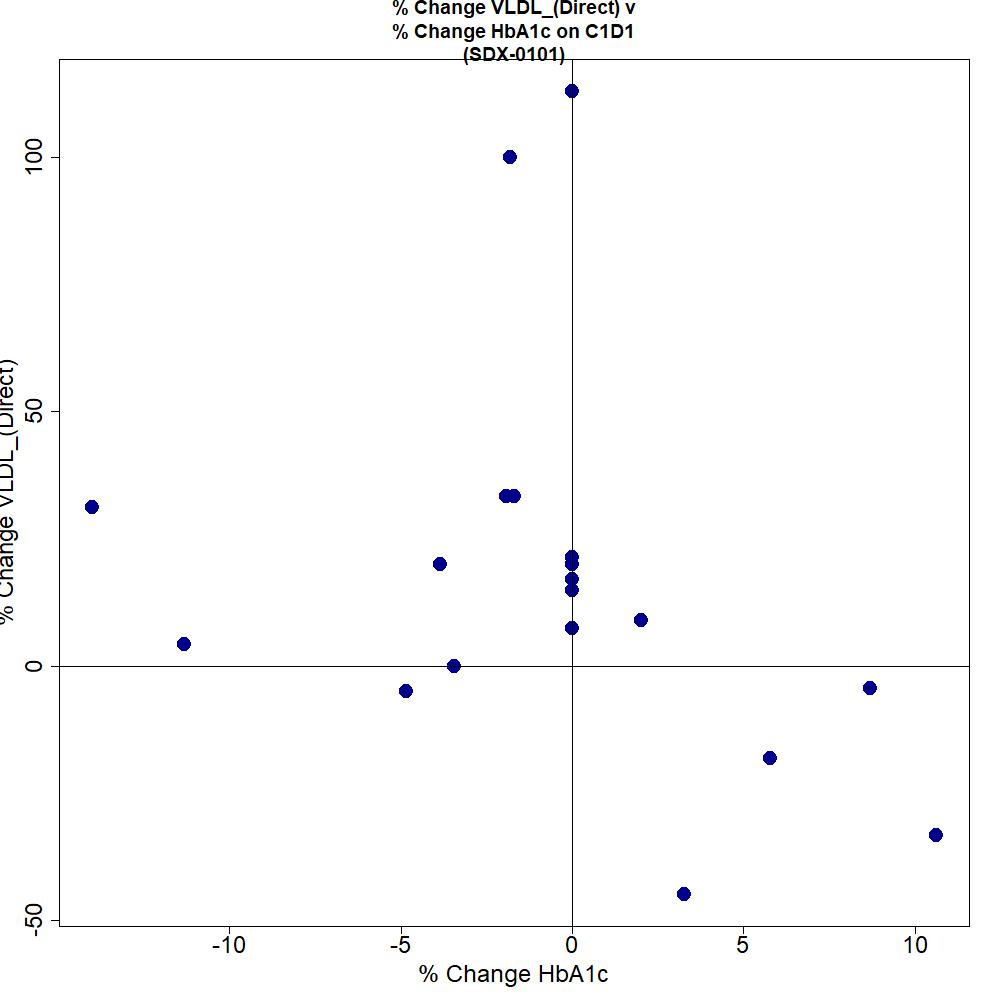 % Change VLDL_(Direct) v
% Change HbA1c on C1D1
(SDX-0101)
100
50
0
-50
% Change VLDL_(Direct)
-10
-5
0
5
10
% Change HbA1c